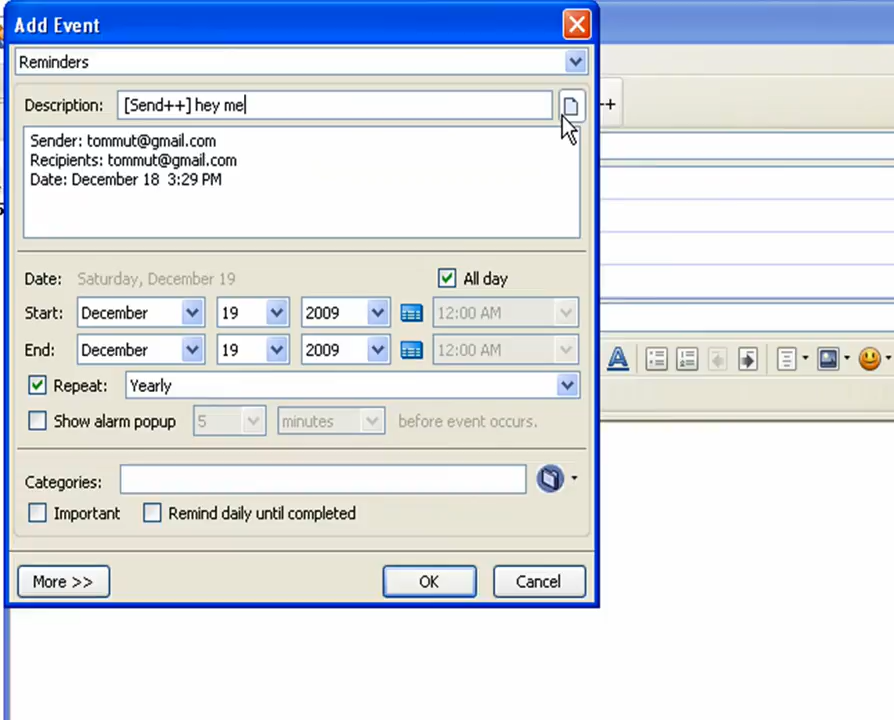 Add Event
Reminders
Description: [Send++] hey me
++
Sender: tommut@gmail.com
Recipients: tommut@gmail.com
Date: December 18 3:29 PM
Date: Saturday, December 19 All day
Start: December 19 2009 12:00 AM
End: December 19 2009 12:00 AM
Repeat: Yearly
Show alarm popup 5 minutes before event occurs.
Categories:
Important Remind daily until completed
More >> OK Cancel